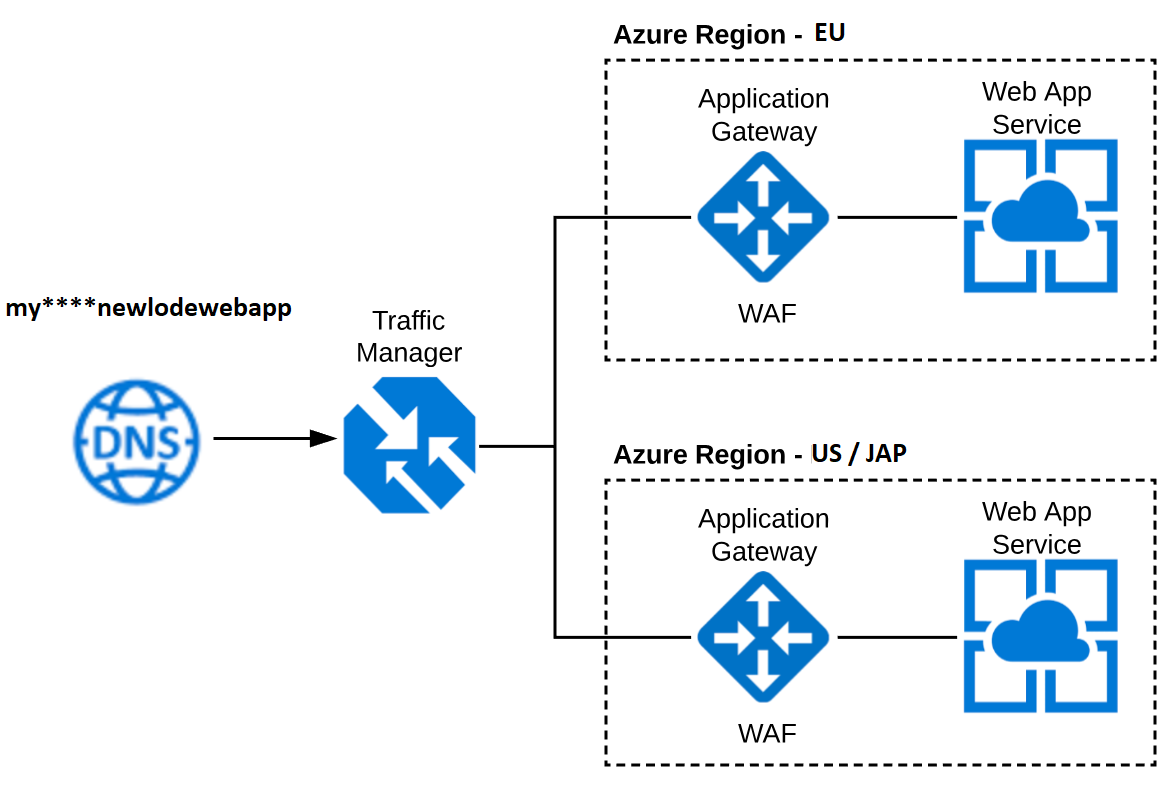 Azure Region - EU
Application
Gateway
Web App
Service
WAF
my****newlodewebapp
DNS
Traffic
Manager
Azure Region - US / JAP
Application
Gateway
Web App
Service
WAF